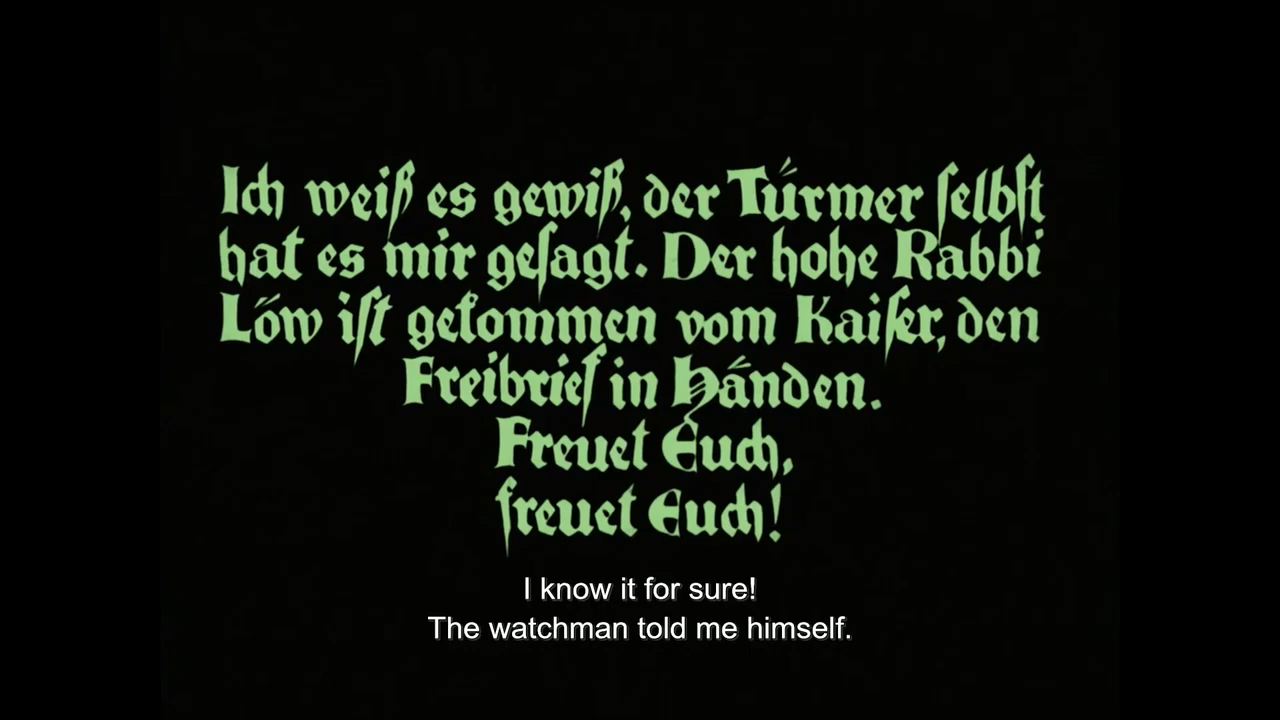 Ich weiß es gewiß, der Türmer ſelbſt
hat es mir geſagt. Der hohe Rabbi
Löw iſt gekommen vom Kaiſer, den
Freibrief in Händen.
Freuet Euch,
freuet Euch!
I know it for sure!
The watchman told me himself.